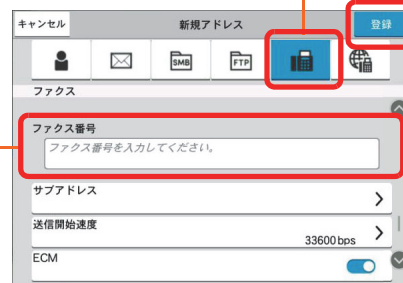 キャンセル 新規アドレス 登録
SMB FTP
ファクス
ファクス番号
ファクス番号を入力してください。
サブアドレス
送信開始速度
33600 bps
ECM